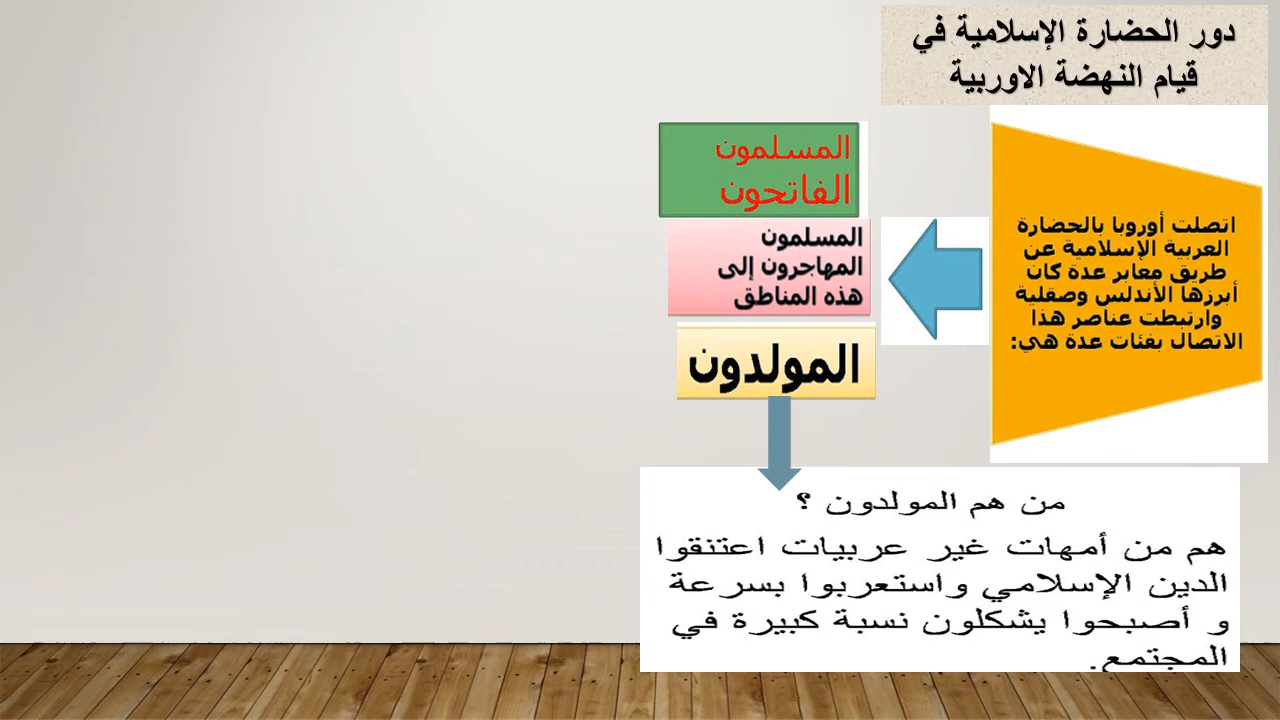 دور الحضارة الإسلامية في
قيام النهضة الاوربية
اتصلت أوروبا بالحضارة
العربية الإسلامية عن
طريق معابر عدة كان
أبرزها الأندلس وصقلية
وارتبطت عناصر هذا
الاتصال بفئات عدة هي:
المسلمون
الفاتحون
المسلمون
المهاجرون إلى
هذه المناطق
المولدون
من هم المولدون ؟
هم من أمهات غير عربيات اعتنقوا
الدين الإسلامي واستعربوا بسرعة
و أصبحوا يشكلون نسبة كبيرة في
المجتمع.